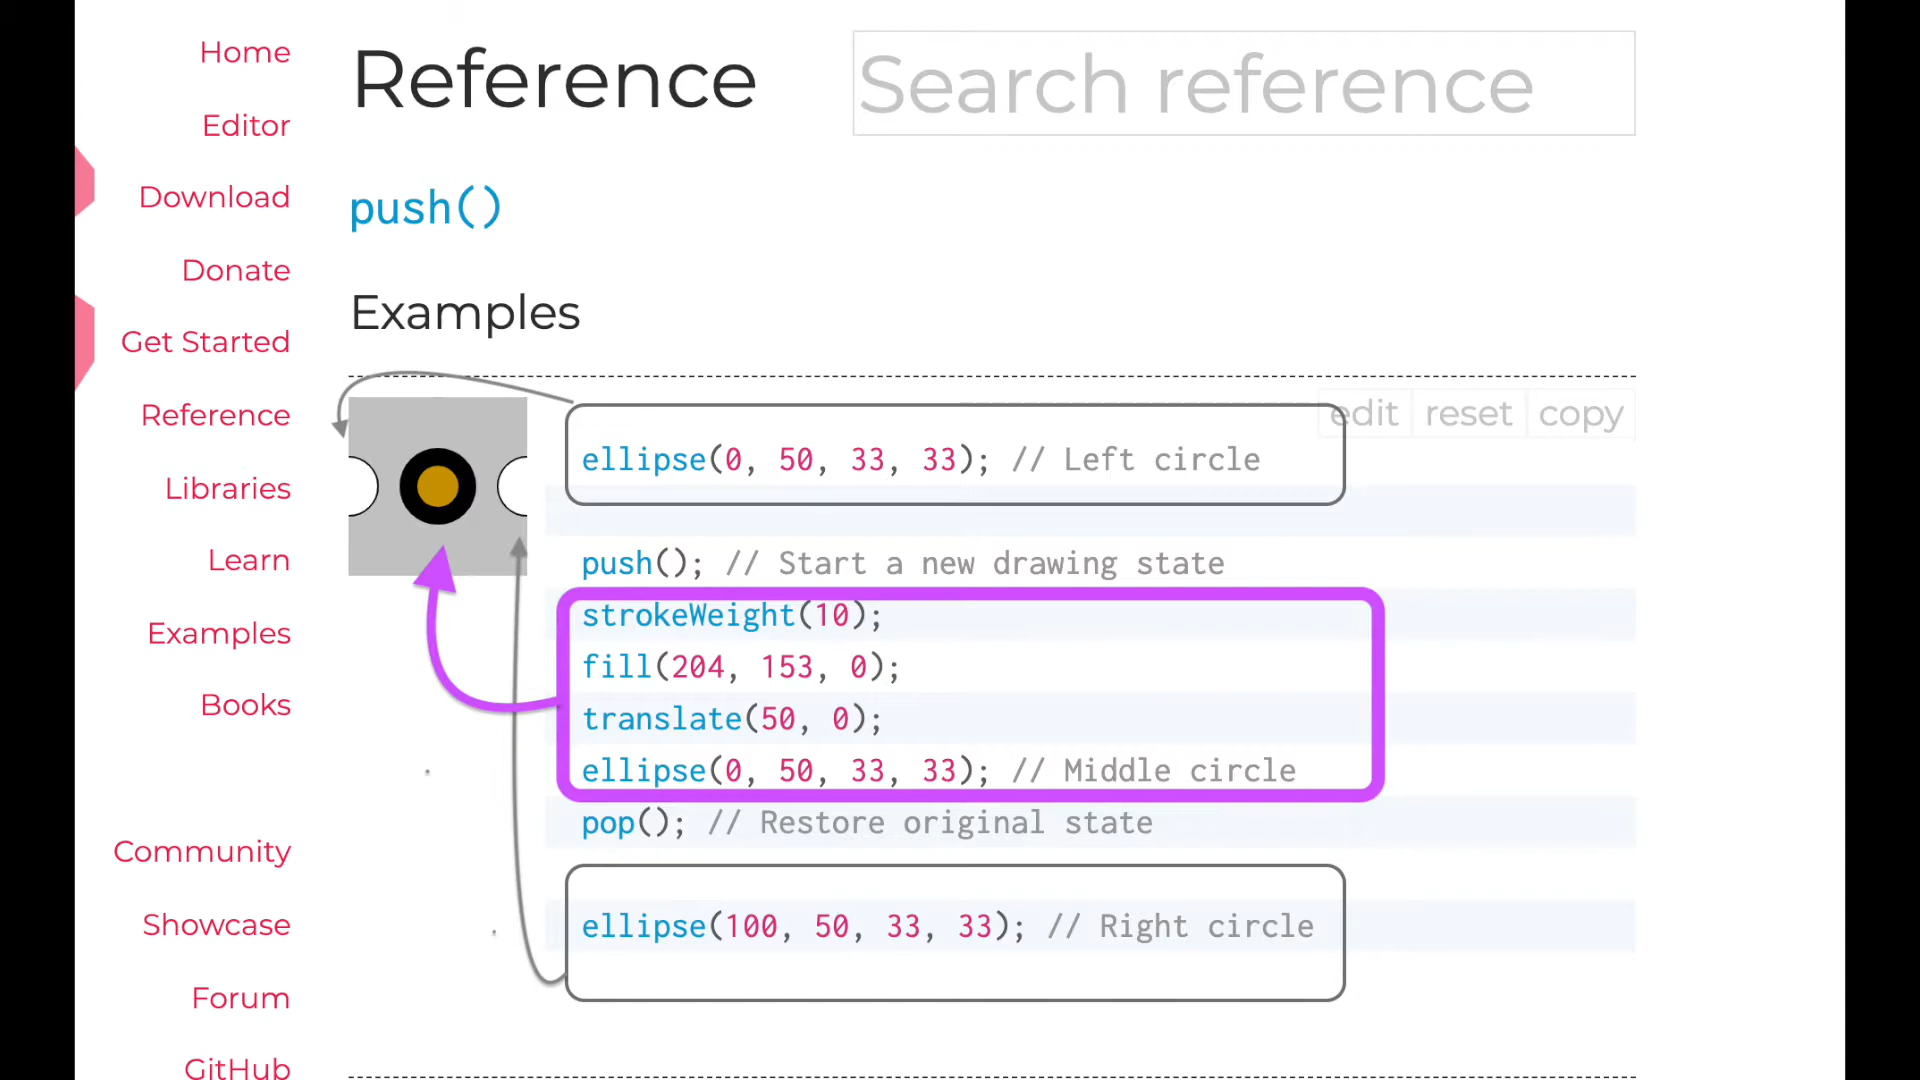 Home
Editor
Download
Donate
Get Started
Reference
Libraries
Learn
Examples
Books
Community
Showcase
Forum
GitHub
Reference
Search reference
push()
Examples
edit reset copy
ellipse(0, 50, 33, 33); // Left circle
push(); // Start a new drawing state
strokeWeight(10);
fill(204, 153, 0);
translate(50, 0);
ellipse(0, 50, 33, 33); // Middle circle
pop(); // Restore original state
ellipse(100, 50, 33, 33); // Right circle